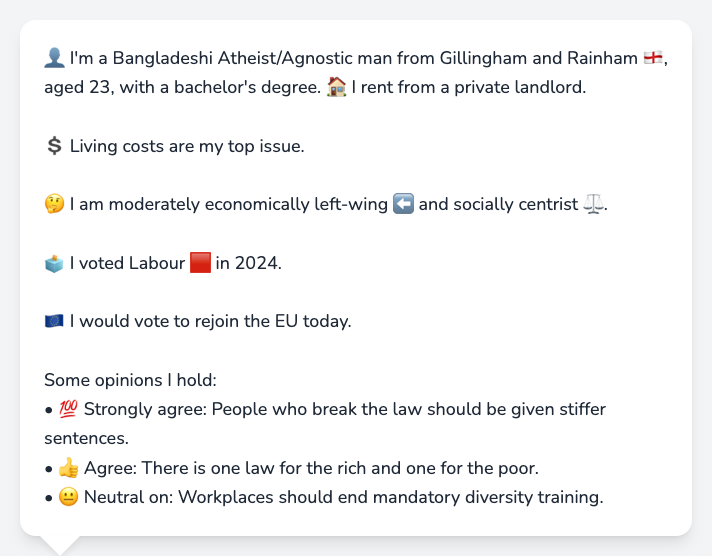 👤 I'm a Bangladeshi Atheist/Agnostic man from Gillingham and Rainham 🏴󠁧󠁢󠁥󠁮󠁧󠁿,
aged 23, with a bachelor's degree. 🏠 I rent from a private landlord.
💲 Living costs are my top issue.
🤔 I am moderately economically left-wing ⬅️ and socially centrist ⚖️.
🗳️ I voted Labour 🟥 in 2024.
🇪🇺 I would vote to rejoin the EU today.
Some opinions I hold:
• 💯 Strongly agree: People who break the law should be given stiffer
sentences.
• 👍 Agree: There is one law for the rich and one for the poor.
• 😐 Neutral on: Workplaces should end mandatory diversity training.